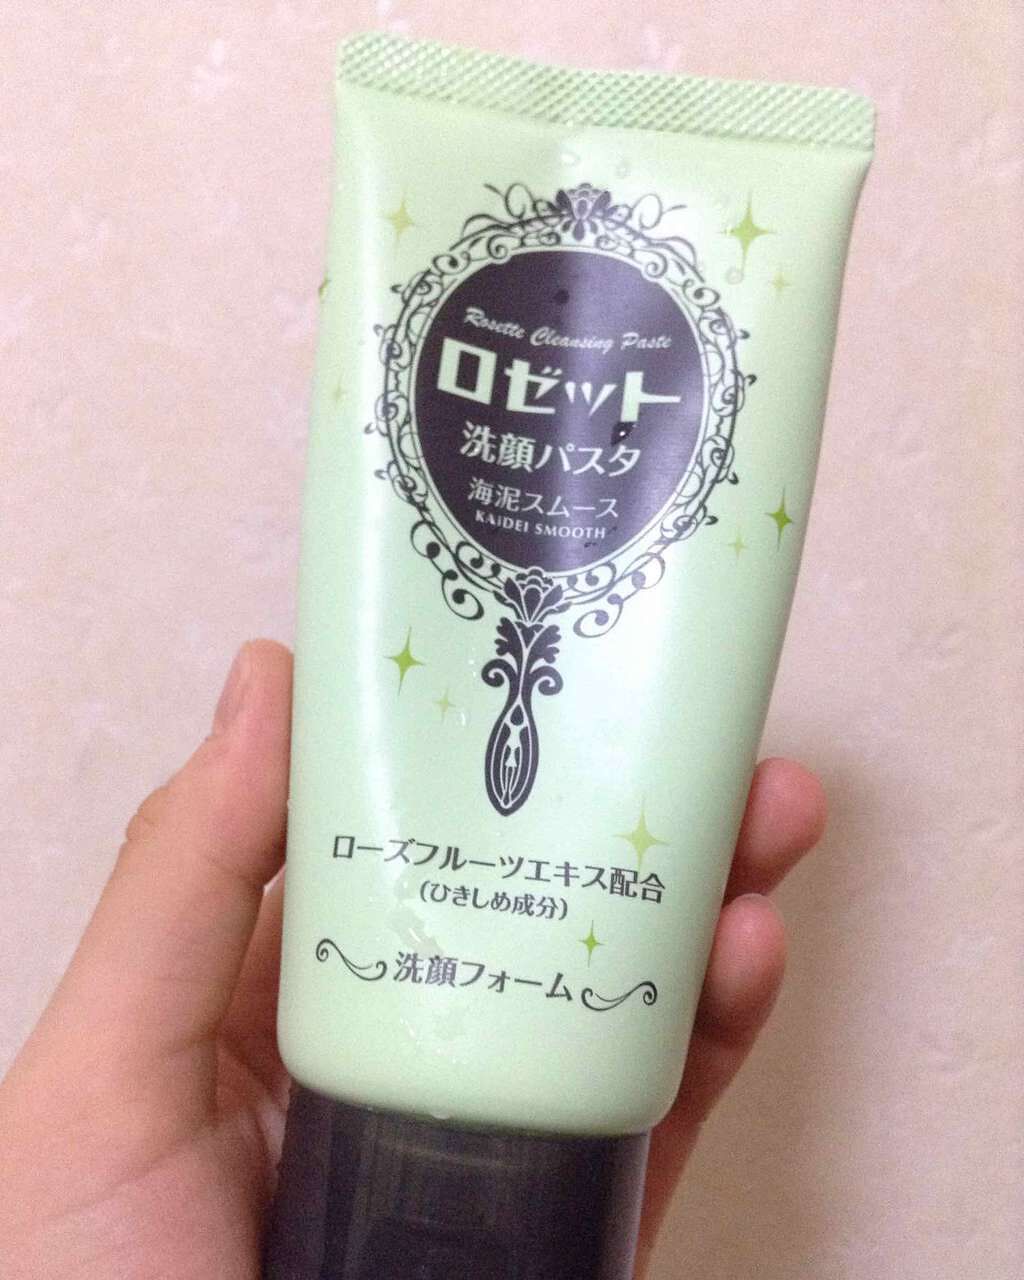 Rosette Cleansing Paste
ロゼット
洗顔パスタ
海泥スムース
KAiDEI SMOOTH
ローズフルーツエキス配合
(ひきしめ成分)
洗顔フォーム